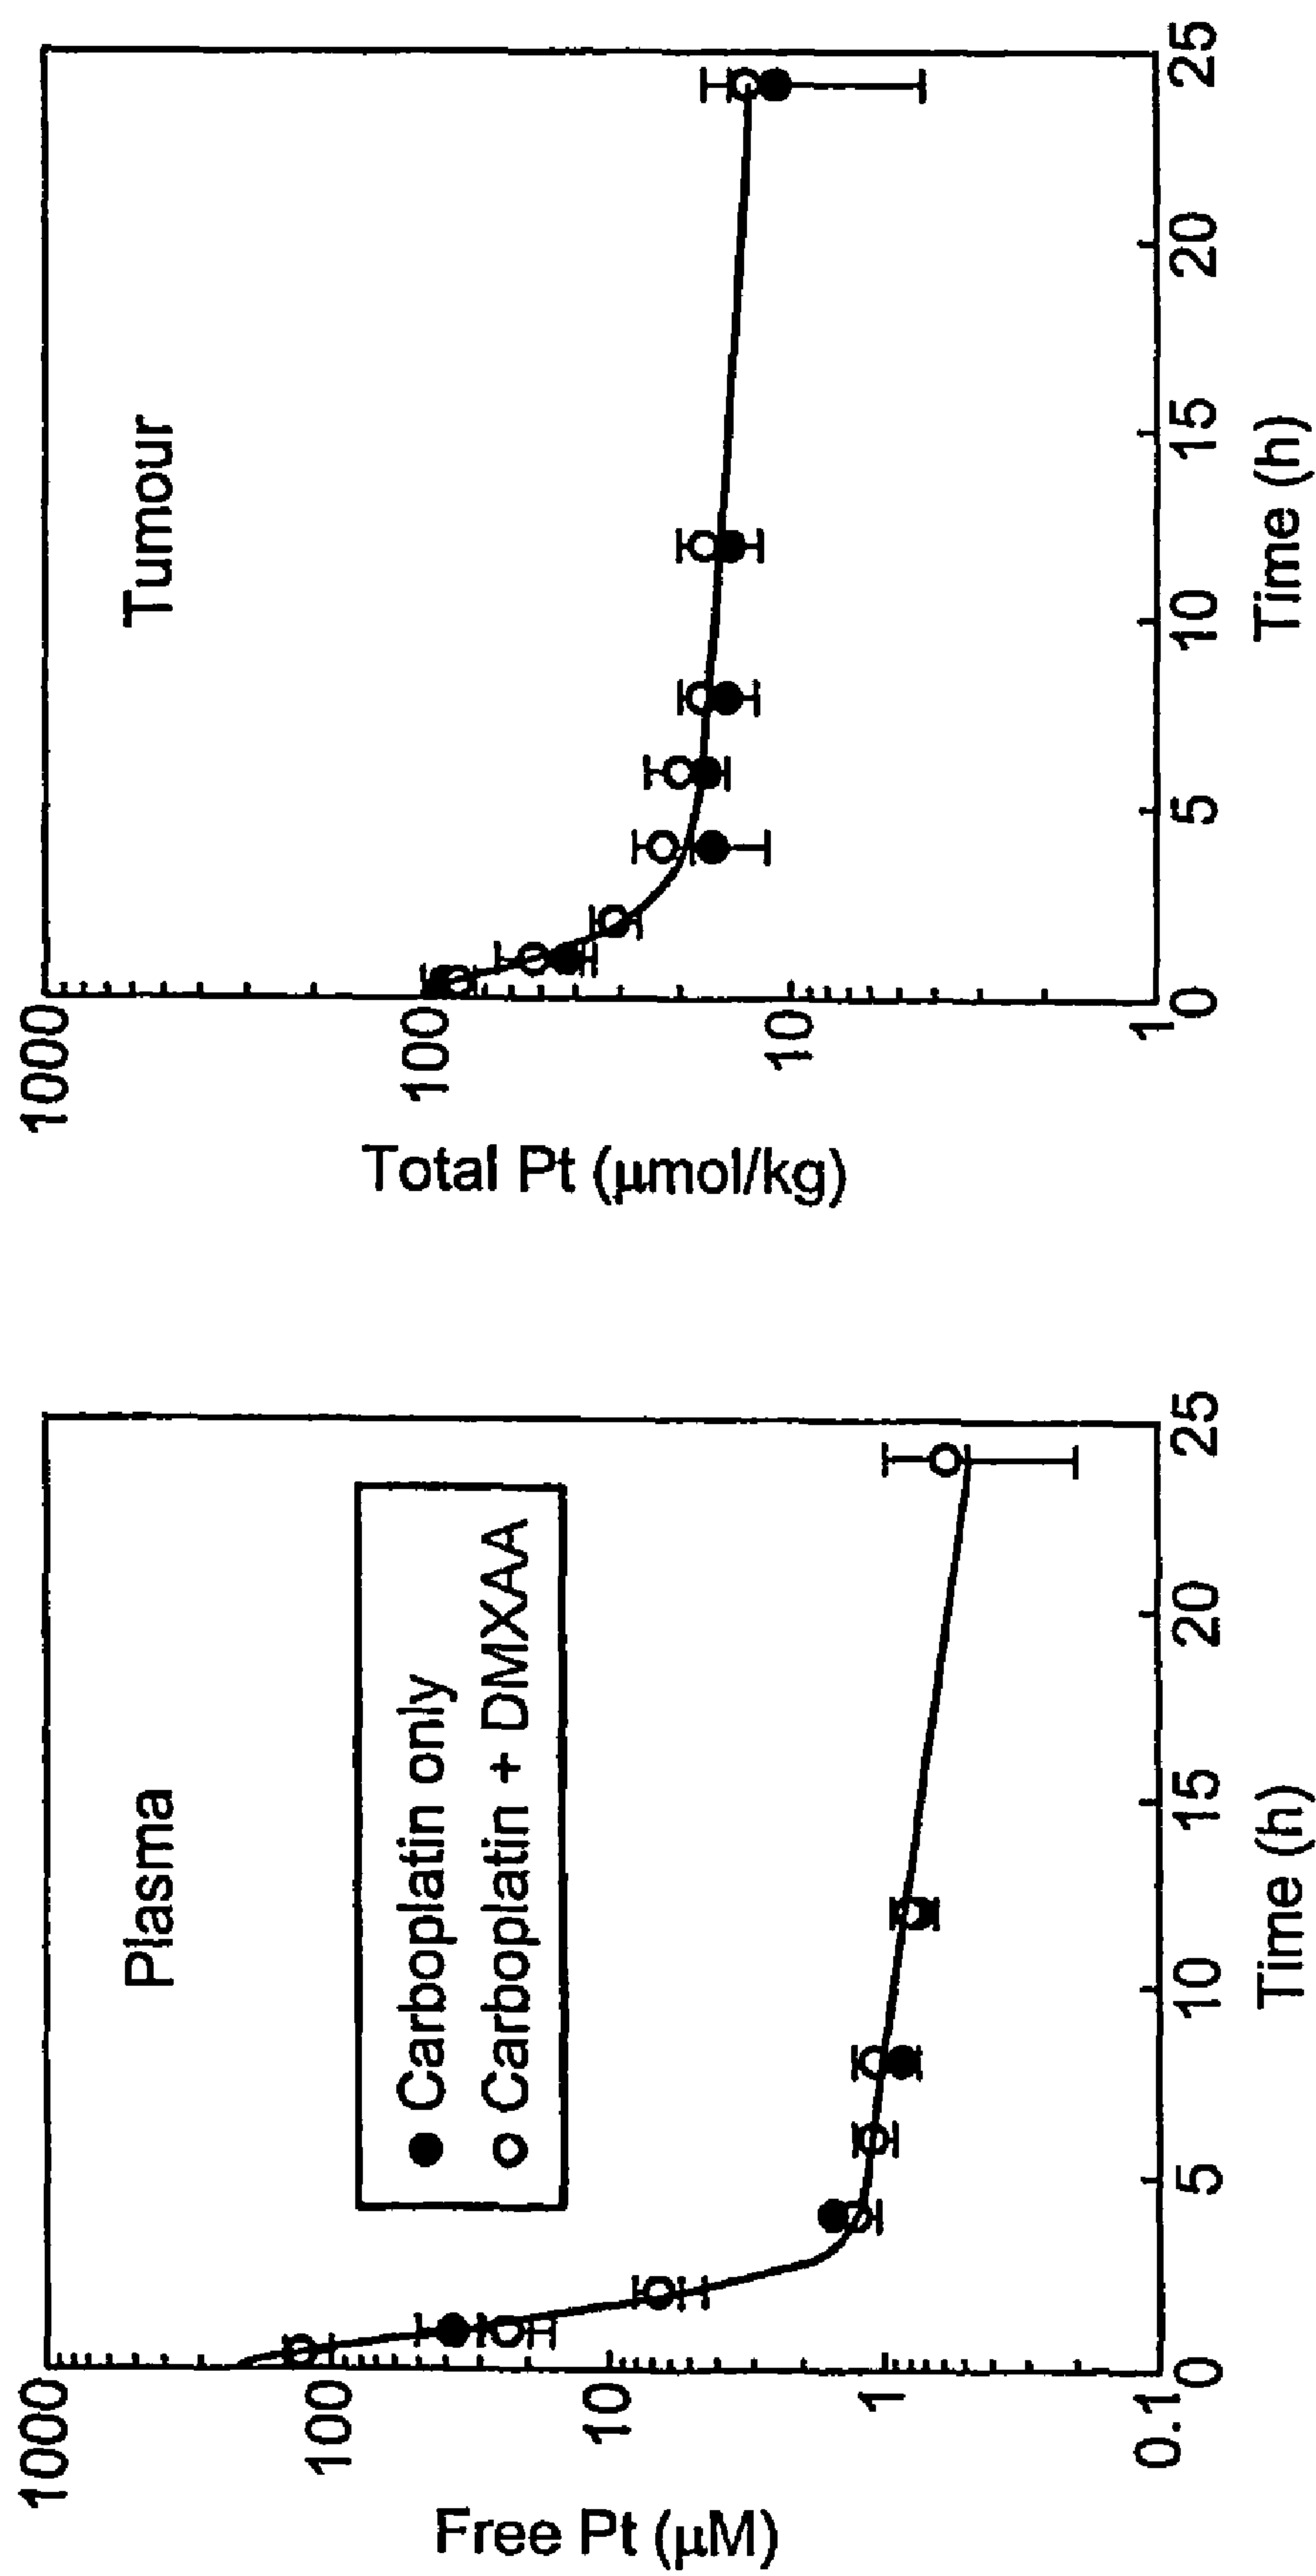 Plasma
Carboplatin only
Carboplatin + DMXAA
Free Pt (μM)
1000
100
10
1
0.1
0
5
10
15
20
25
Time (h)
Tumour
Total Pt (μmol/kg)
1000
100
10
1
0
5
10
15
20
25
Time (h)